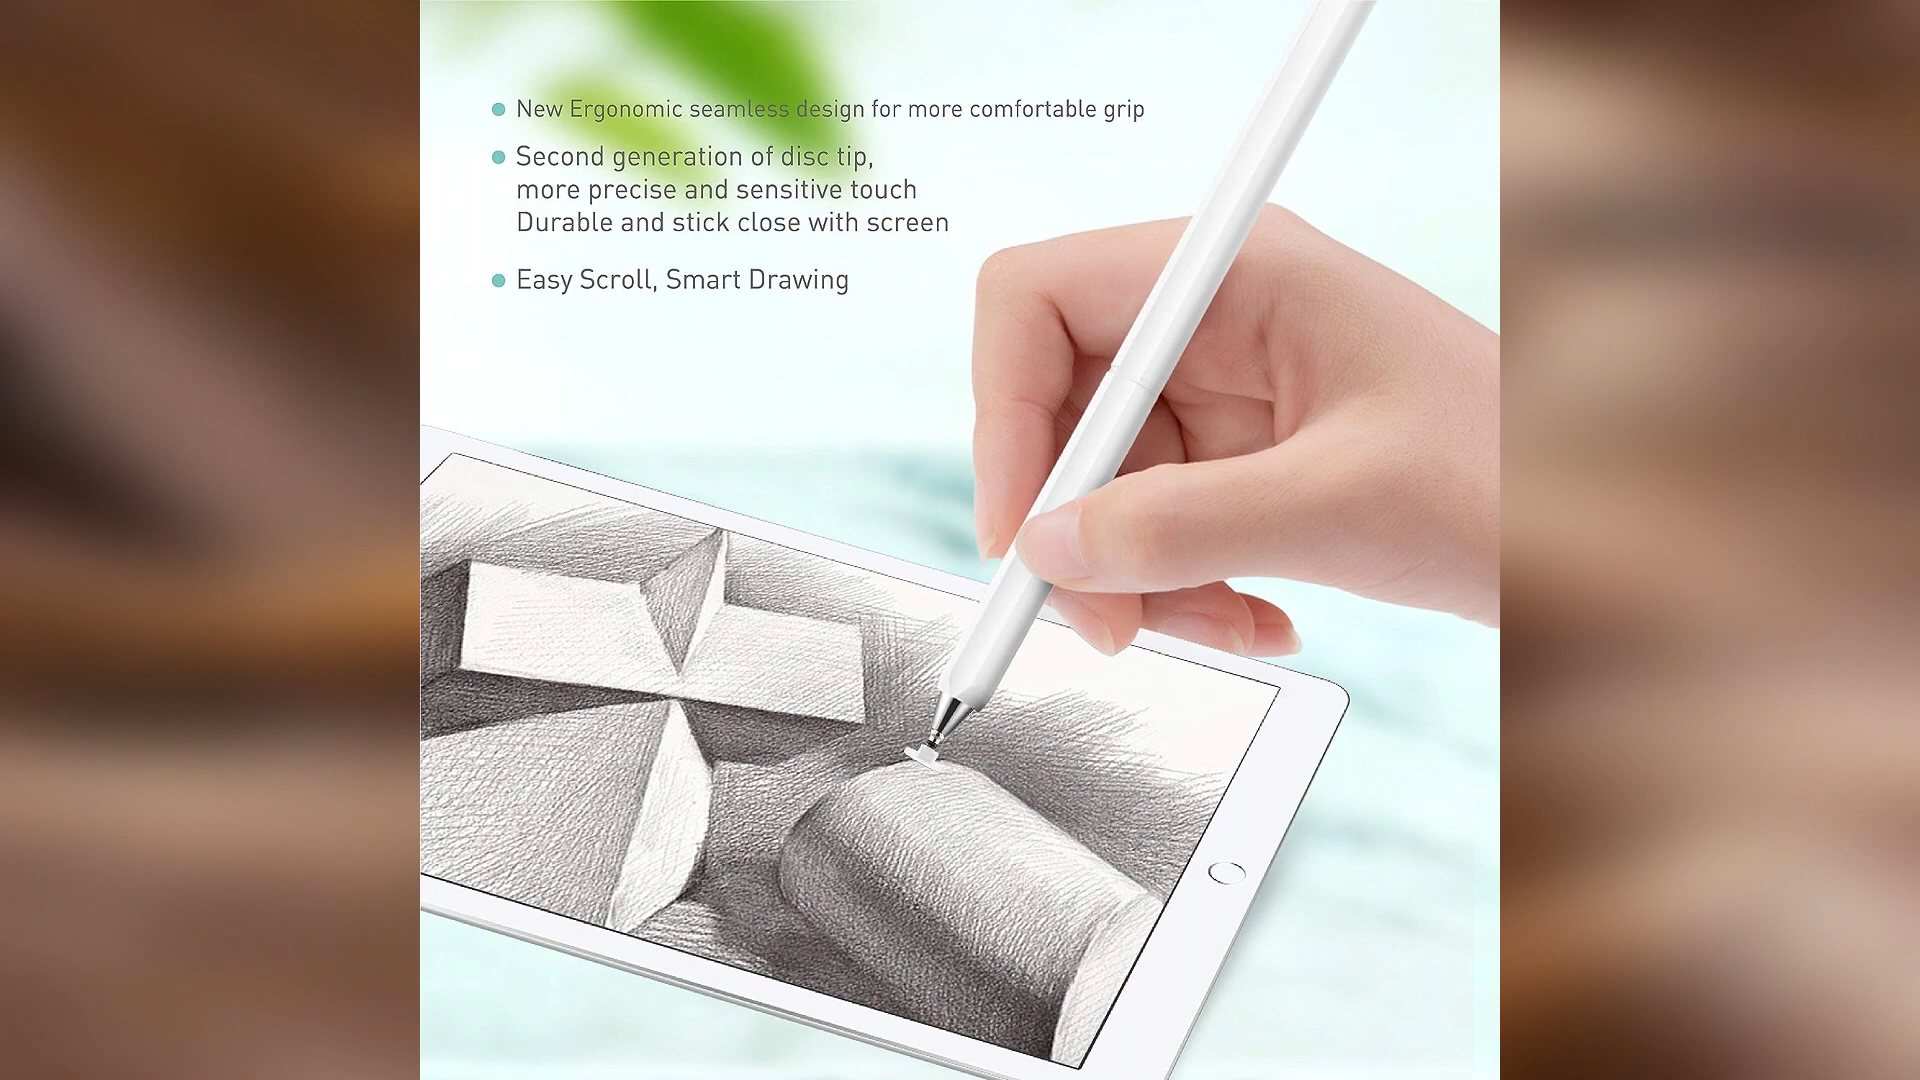 New Ergonomic seamless design for more comfortable grip
Second generation of disc tip,
more precise and sensitive touch
Durable and stick close with screen
Easy Scroll, Smart Drawing